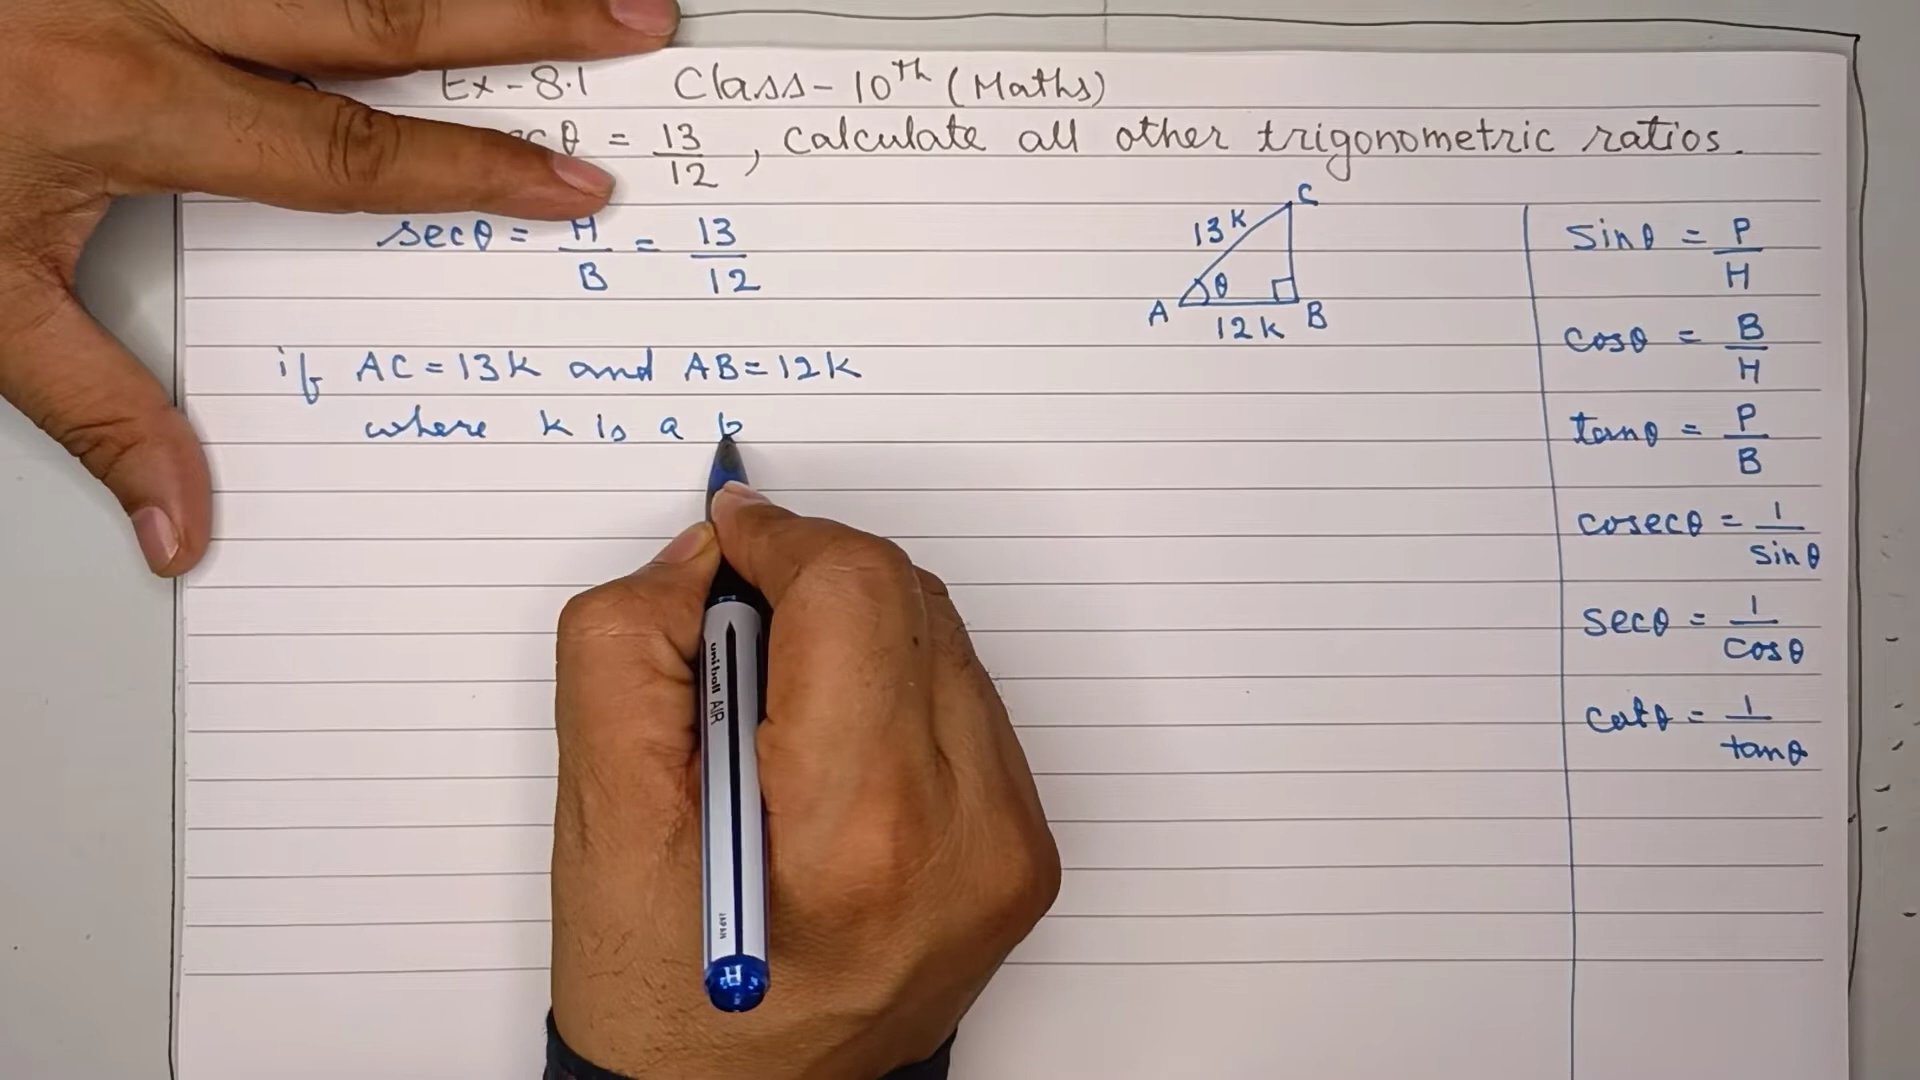 Ex-8.1 Class-10th (Maths)
θ = 13/12, calculate all other trigonometric ratios.
secθ = H/B = 13/12
if AC=13k and AB=12k
where k is a p
C
13k
θ
A
12k
B
sinθ = P/H
cosθ = B/H
tanθ = P/B
cosecθ = 1/sinθ
secθ = 1/cosθ
cotθ = 1/tanθ
uniball AIR
JAPAN